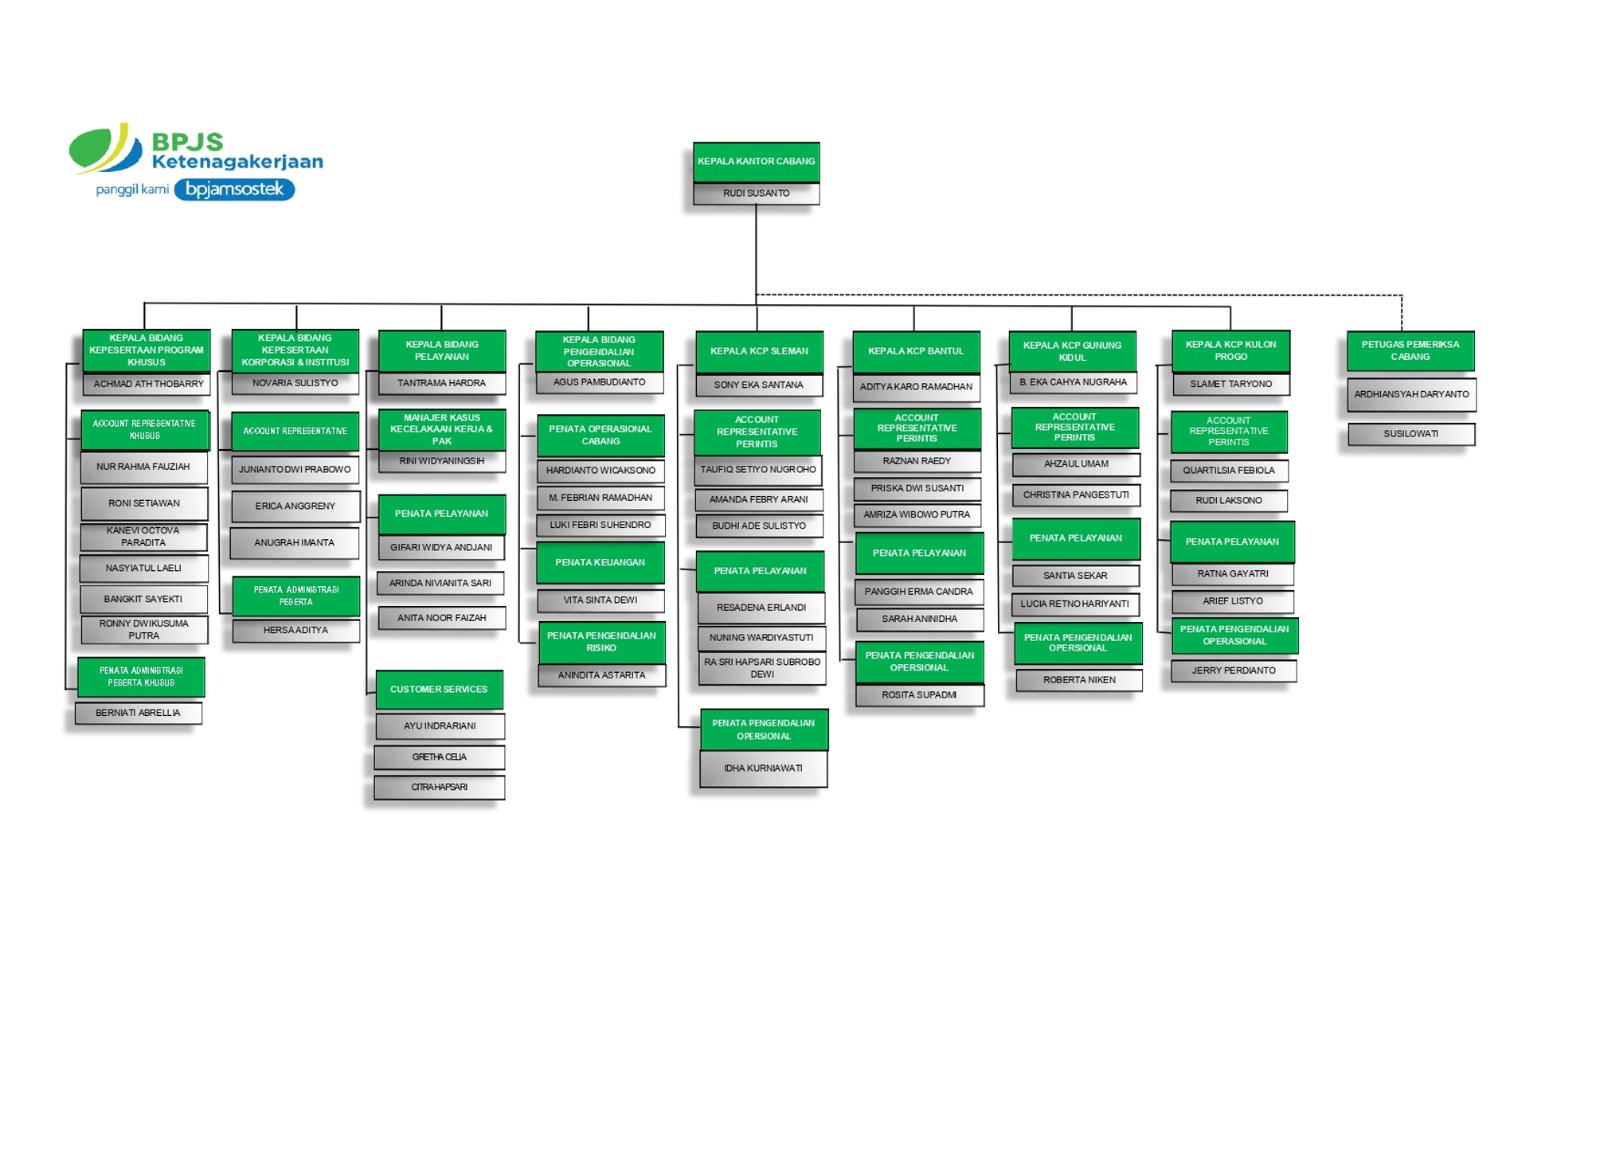 BPJS
Ketenagakerjaan
panggil kami bpjamsostek
KEPALA KANTOR CABANG
RUDI SUSANTO
KEPALA BIDANG
KEPESERTAAN PROGRAM
KHUSUS
ACHMAD ATH THOBARRY
ACCOUNT REPRESENTATIVE
KHUSUS
NUR RAHMA FAUZIAH
RONI SETIAWAN
KANEVI OCTOVA
PARADITA
NASYIATUL LAELI
BANGKIT SAYEKTI
RONNY DWIKUSUMA
PUTRA
PENATA ADMINISTRASI
PESERTA KHUSUS
BERNIATI ABRELLIA
KEPALA BIDANG
KEPESERTAAN
KORPORASI & INSTITUSI
NOVARIA SULISTYO
ACCOUNT REPRESENTATIVE
JUNIANTO DWI PRABOWO
ERICA ANGGRENY
ANUGRAH IMANTA
PENATA ADMINISTRASI
PESERTA
HERSA ADITYA
KEPALA BIDANG
PELAYANAN
TANTRAMA HARDRA
MANAJER KASUS
KECELAKAAN KERJA &
PAK
RINI WIDYANINGSIH
PENATA PELAYANAN
GIFARI WIDYA ANDJANI
ARINDA NIVIANITA SARI
ANITA NOOR FAIZAH
CUSTOMER SERVICES
AYU INDRARIANI
GRETHA CELIA
CITRA HAPSARI
KEPALA BIDANG
PENGENDALIAN
OPERASIONAL
AGUS PAMBUDIANTO
PENATA OPERASIONAL
CABANG
HARDIANTO WICAKSONO
M. FEBRIAN RAMADHAN
LUKI FEBRI SUHENDRO
PENATA KEUANGAN
VITA SINTA DEWI
PENATA PENGENDALIAN
RISIKO
ANINDITA ASTARITA
KEPALA KCP SLEMAN
SONY EKA SANTANA
ACCOUNT
REPRESENTATIVE
PERINTIS
TAUFIQ SETIYO NUGROHO
AMANDA FEBRY ARANI
BUDHI ADE SULISTYO
PENATA PELAYANAN
RESADENA ERLANDI
NUNING WARDIYASTUTI
RA SRI HAPSARI SUBROBO
DEWI
PENATA PENGENDALIAN
OPERSIONAL
IDHA KURNIAWATI
KEPALA KCP BANTUL
ADITYA KARO RAMADHAN
ACCOUNT
REPRESENTATIVE
PERINTIS
RAZNAN RAEDY
PRISKA DWI SUSANTI
AMRIZA WIBOWO PUTRA
PENATA PELAYANAN
PANGGIH ERMA CANDRA
SARAH ANINIDHA
PENATA PENGENDALIAN
OPERSIONAL
ROSITA SUPADMI
KEPALA KCP GUNUNG
KIDUL
B. EKA CAHYA NUGRAHA
ACCOUNT
REPRESENTATIVE
PERINTIS
AHZAUL UMAM
CHRISTINA PANGESTUTI
PENATA PELAYANAN
SANTIA SEKAR
LUCIA RETNO HARIYANTI
PENATA PENGENDALIAN
OPERSIONAL
ROBERTA NIKEN
KEPALA KCP KULON
PROGO
SLAMET TARYONO
ACCOUNT
REPRESENTATIVE
PERINTIS
QUARTILSIA FEBIOLA
RUDI LAKSONO
PENATA PELAYANAN
RATNA GAYATRI
ARIEF LISTYO
PENATA PENGENDALIAN
OPERASIONAL
JERRY PERDIANTO
PETUGAS PEMERIKSA
CABANG
ARDHIANSYAH DARYANTO
SUSILOWATI